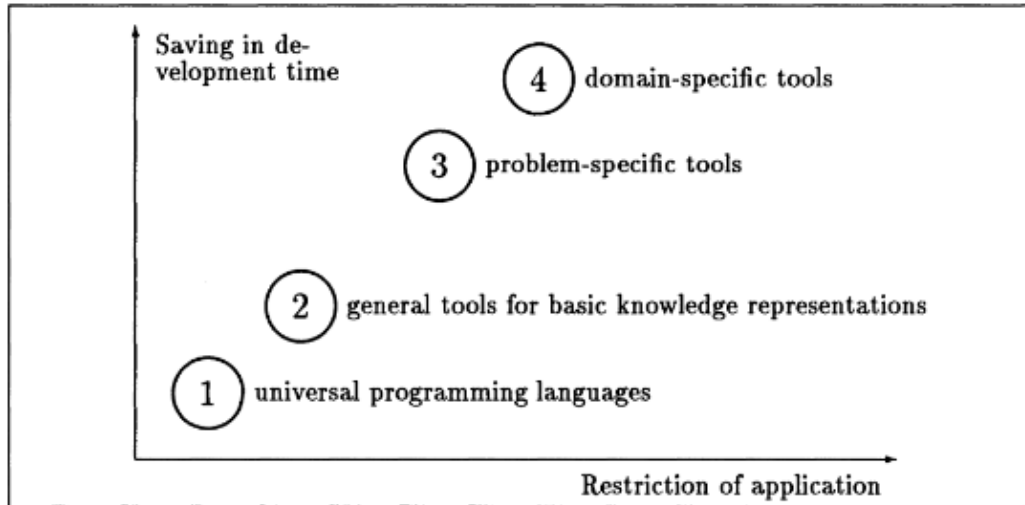 Saving in de-
velopment time
4 domain-specific tools
3 problem-specific tools
2 general tools for basic knowledge representations
1 universal programming languages
Restriction of application